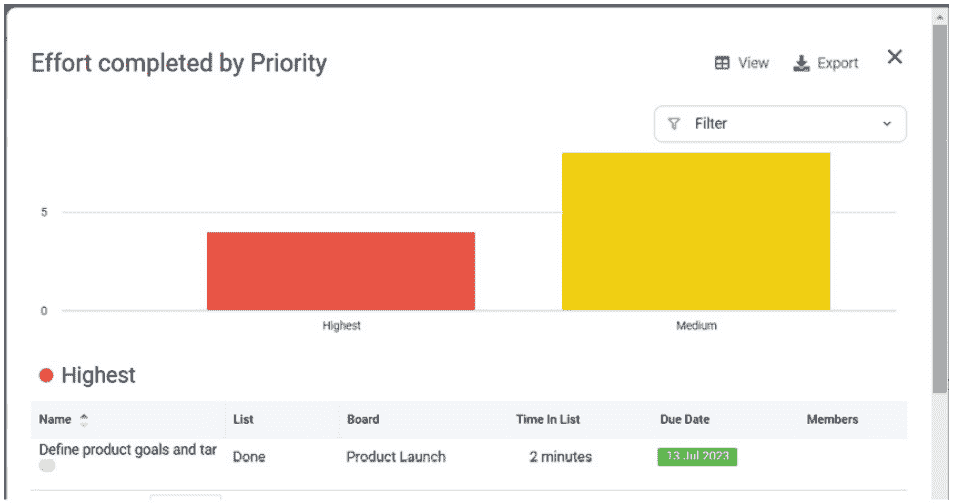 Effort completed by Priority
View
Export
Filter
5
0
Highest
Medium
Highest
Name List Board Time In List Due Date Members
Define product goals and tar Done Product Launch 2 minutes 13 Jul 2023